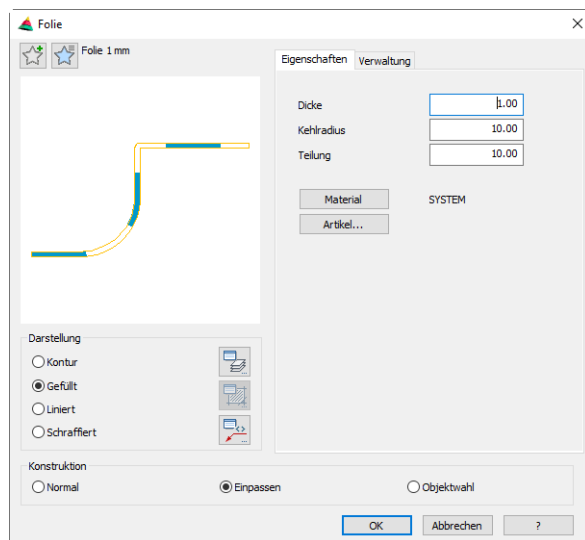 Folie
Folie 1 mm
Eigenschaften
Verwaltung
Dicke 1.00
Kehlradius 10.00
Teilung 10.00
Material SYSTEM
Artikel...
Darstellung
Kontur
Gefüllt
Liniert
Schraffiert
Konstruktion
Normal Einpassen Objektwahl
OK Abbrechen ?